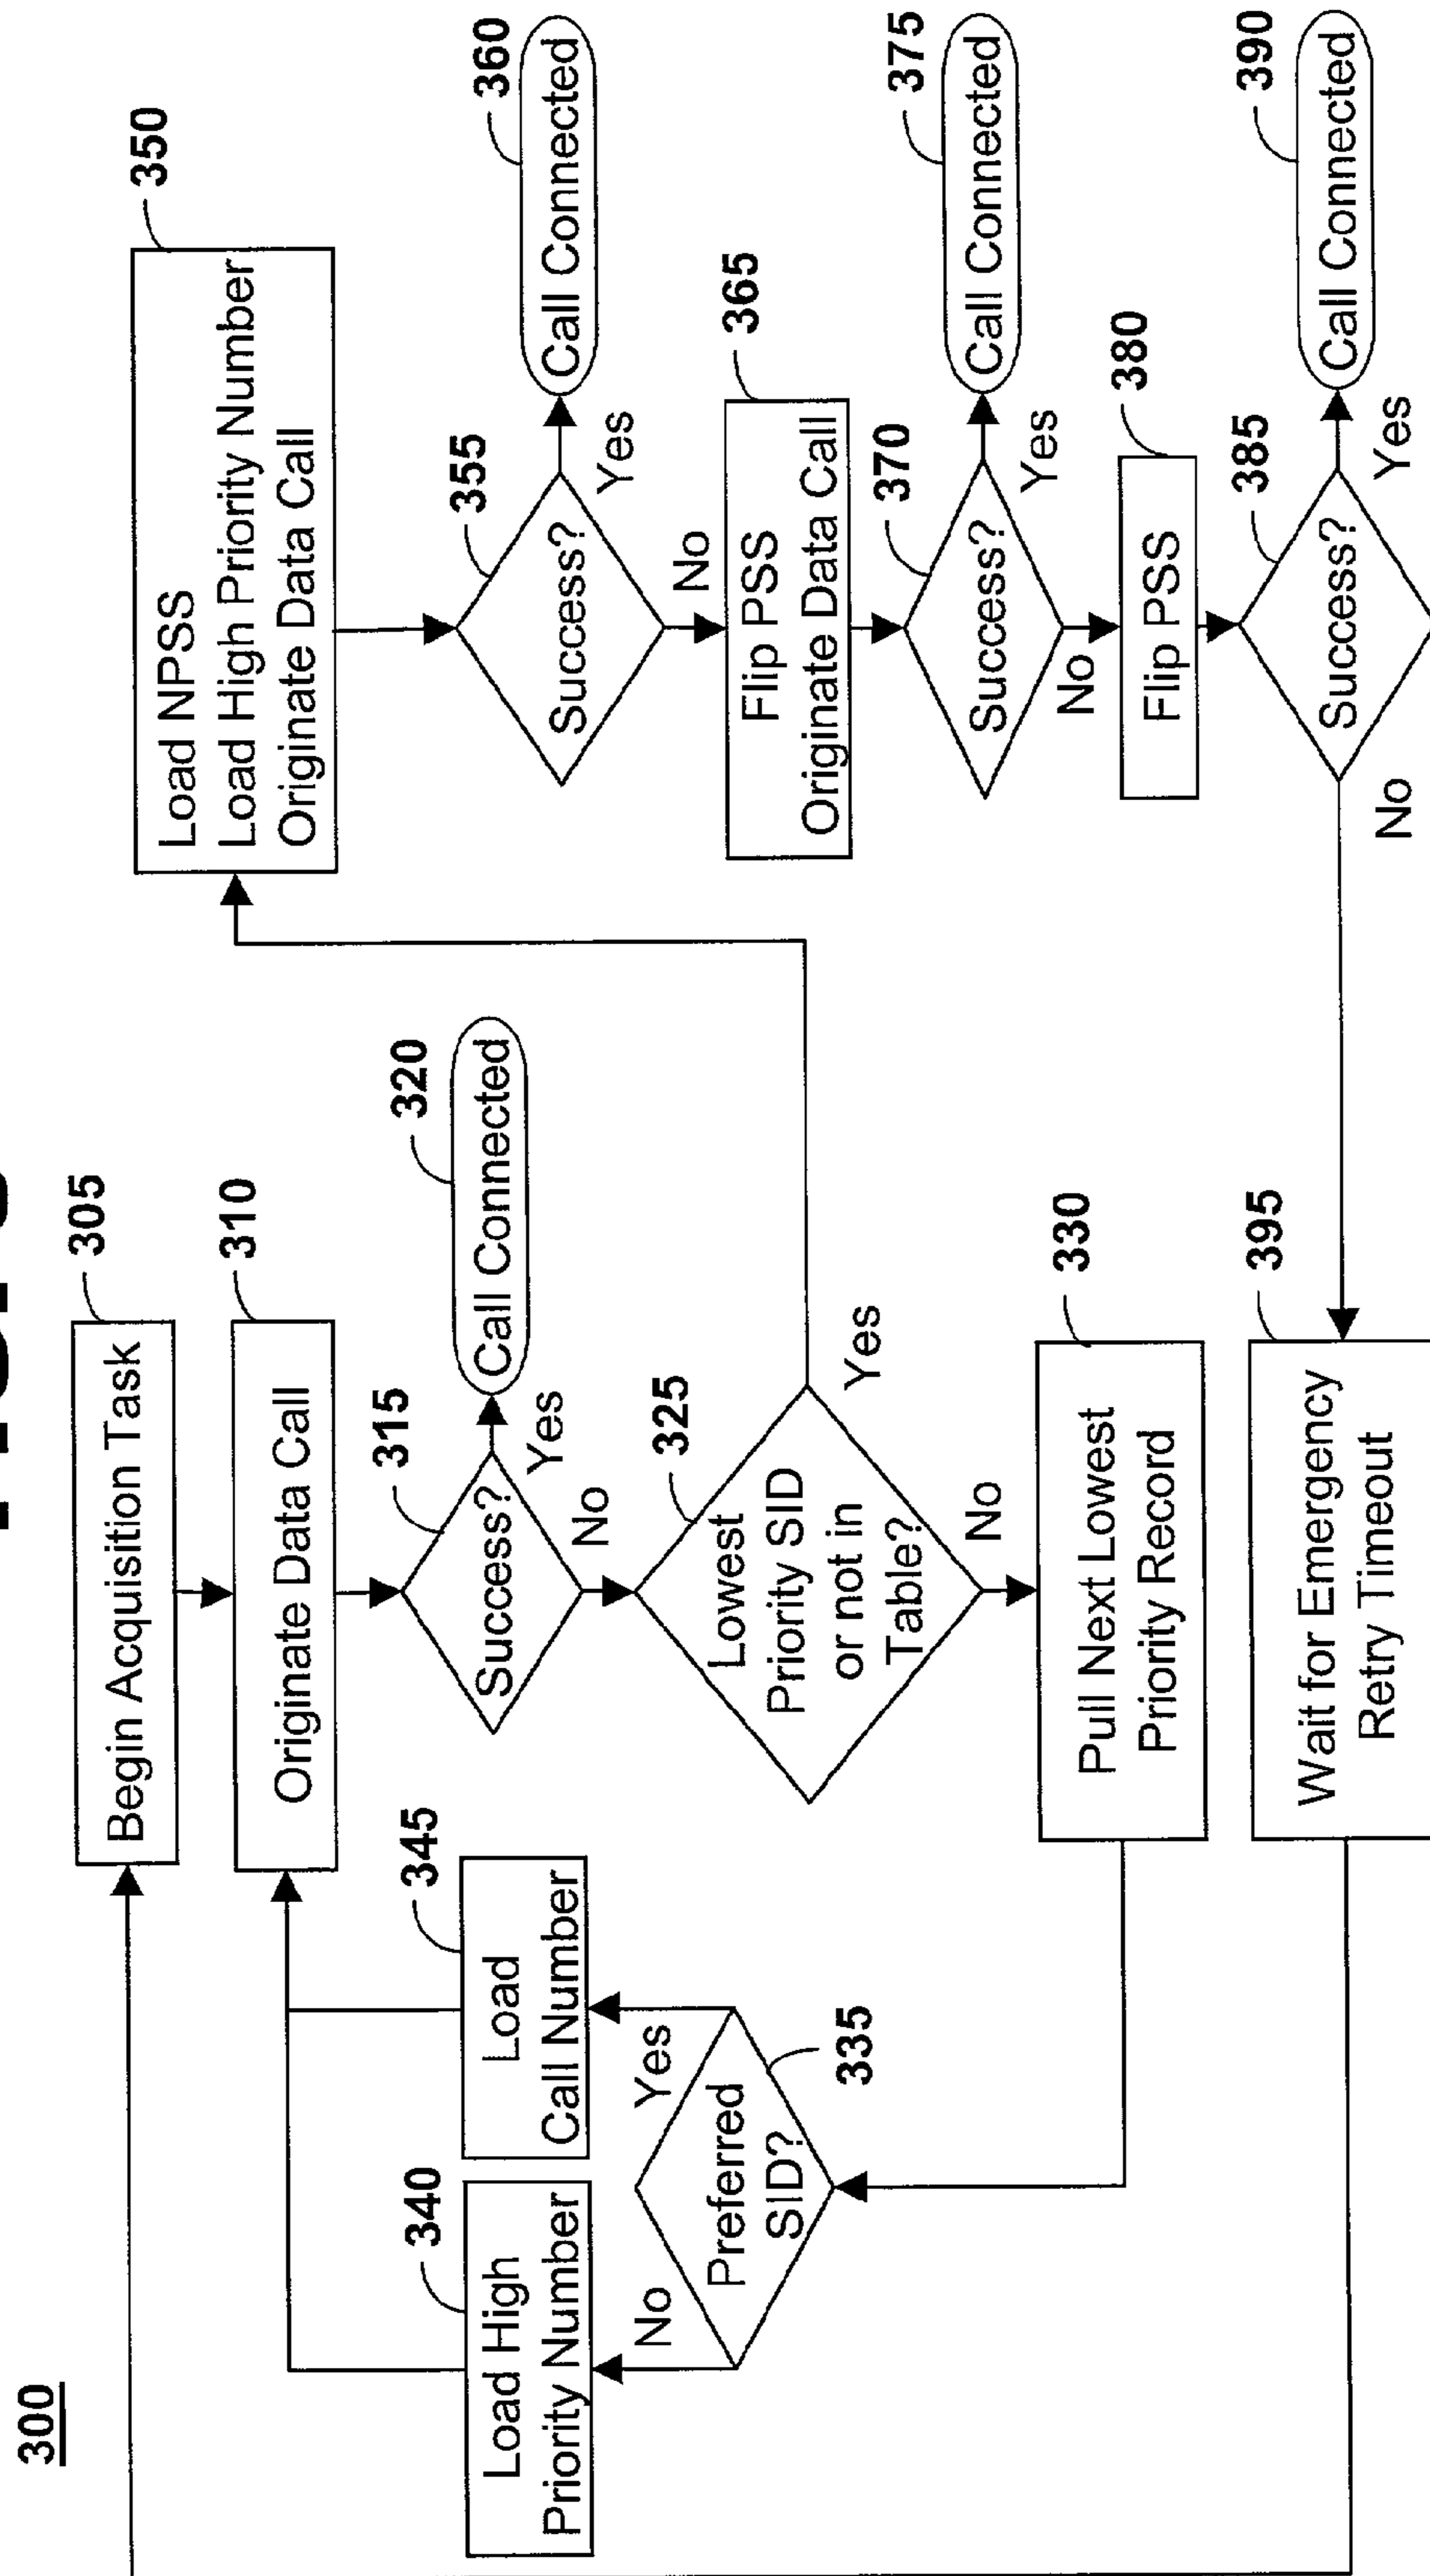 300
305
Begin Acquisition Task
310
Originate Data Call
315
Success?
Yes
320
Call Connected
No
325
Lowest
Priority SID
or not in
Table?
Yes
No
330
Pull Next Lowest
Priority Record
335
Preferred
SID?
No
Yes
340
Load High
Priority Number
345
Load
Call Number
350
Load NPSS
Load High Priority Number
Originate Data Call
355
Success?
Yes
360
Call Connected
No
365
Flip PSS
Originate Data Call
370
Success?
Yes
375
Call Connected
No
380
Flip PSS
385
Success?
Yes
390
Call Connected
No
395
Wait for Emergency
Retry Timeout